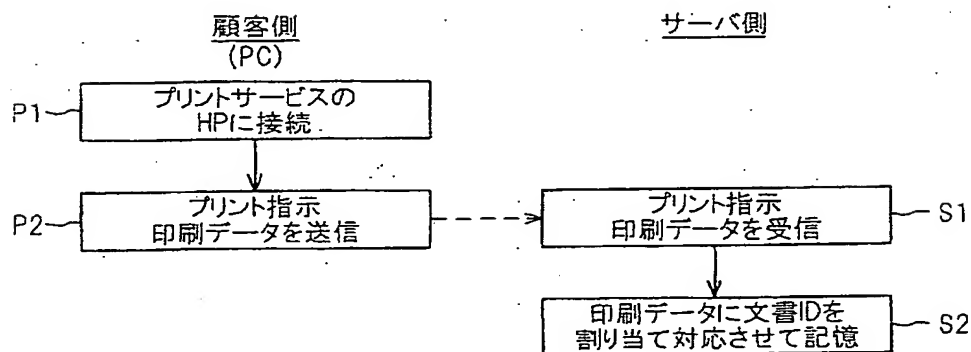 顧客側
(PC)
サーバ側
P1
プリントサービスの
HPに接続
P2
プリント指示
印刷データを送信
プリント指示
印刷データを受信
S1
印刷データに文書IDを
割り当て対応させて記憶
S2